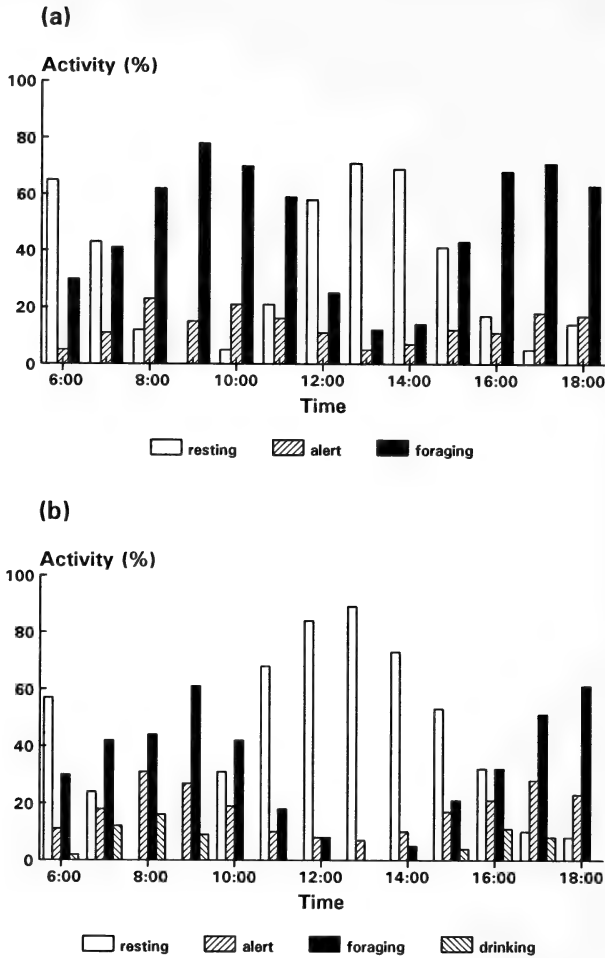 (a)
Activity (%)
100
80
60
40
20
0
6:00 8:00 10:00 12:00 14:00 16:00 18:00
Time
resting alert foraging
(b)
Activity (%)
100
80
60
40
20
0
6:00 8:00 10:00 12:00 14:00 16:00 18:00
Time
resting alert foraging drinking